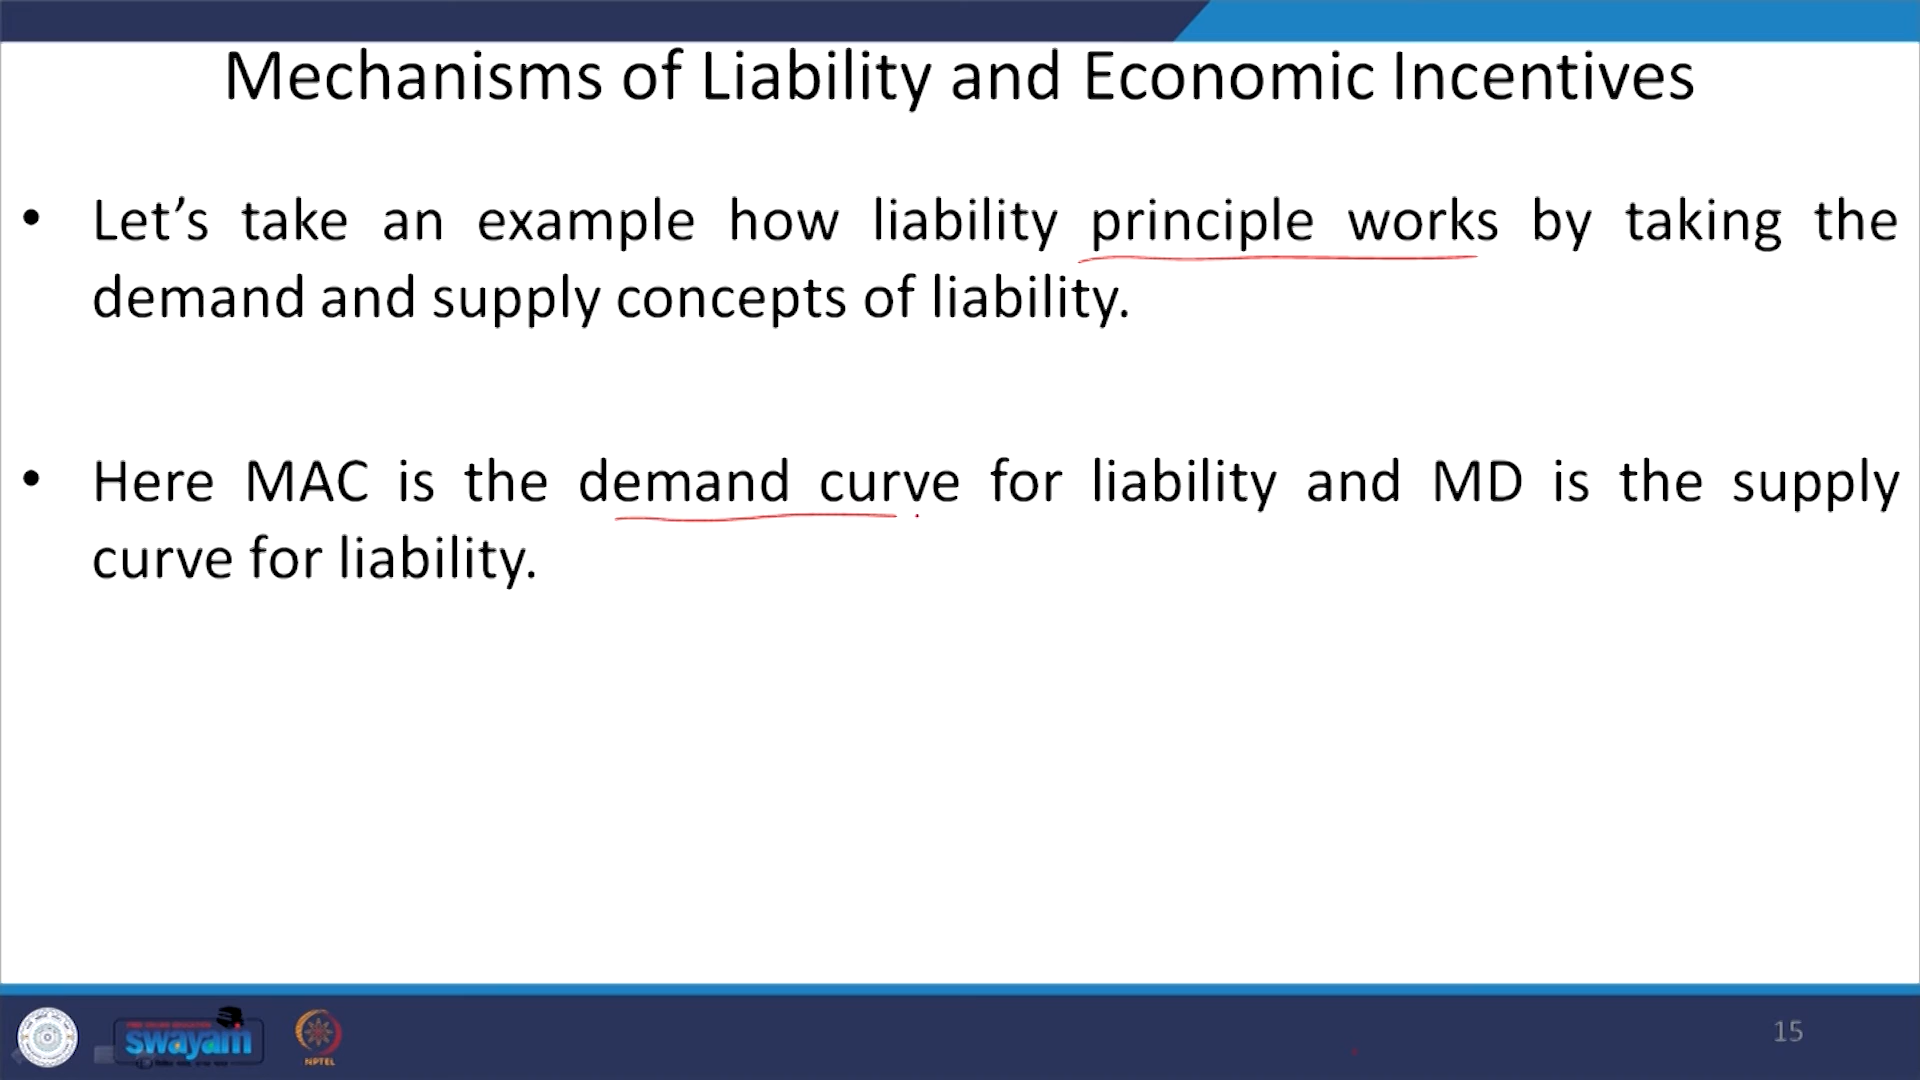 Mechanisms of Liability and Economic Incentives
• Let’s take an example how liability principle works by taking the
demand and supply concepts of liability.
• Here MAC is the demand curve for liability and MD is the supply
curve for liability.
swayam
NPTEL
15